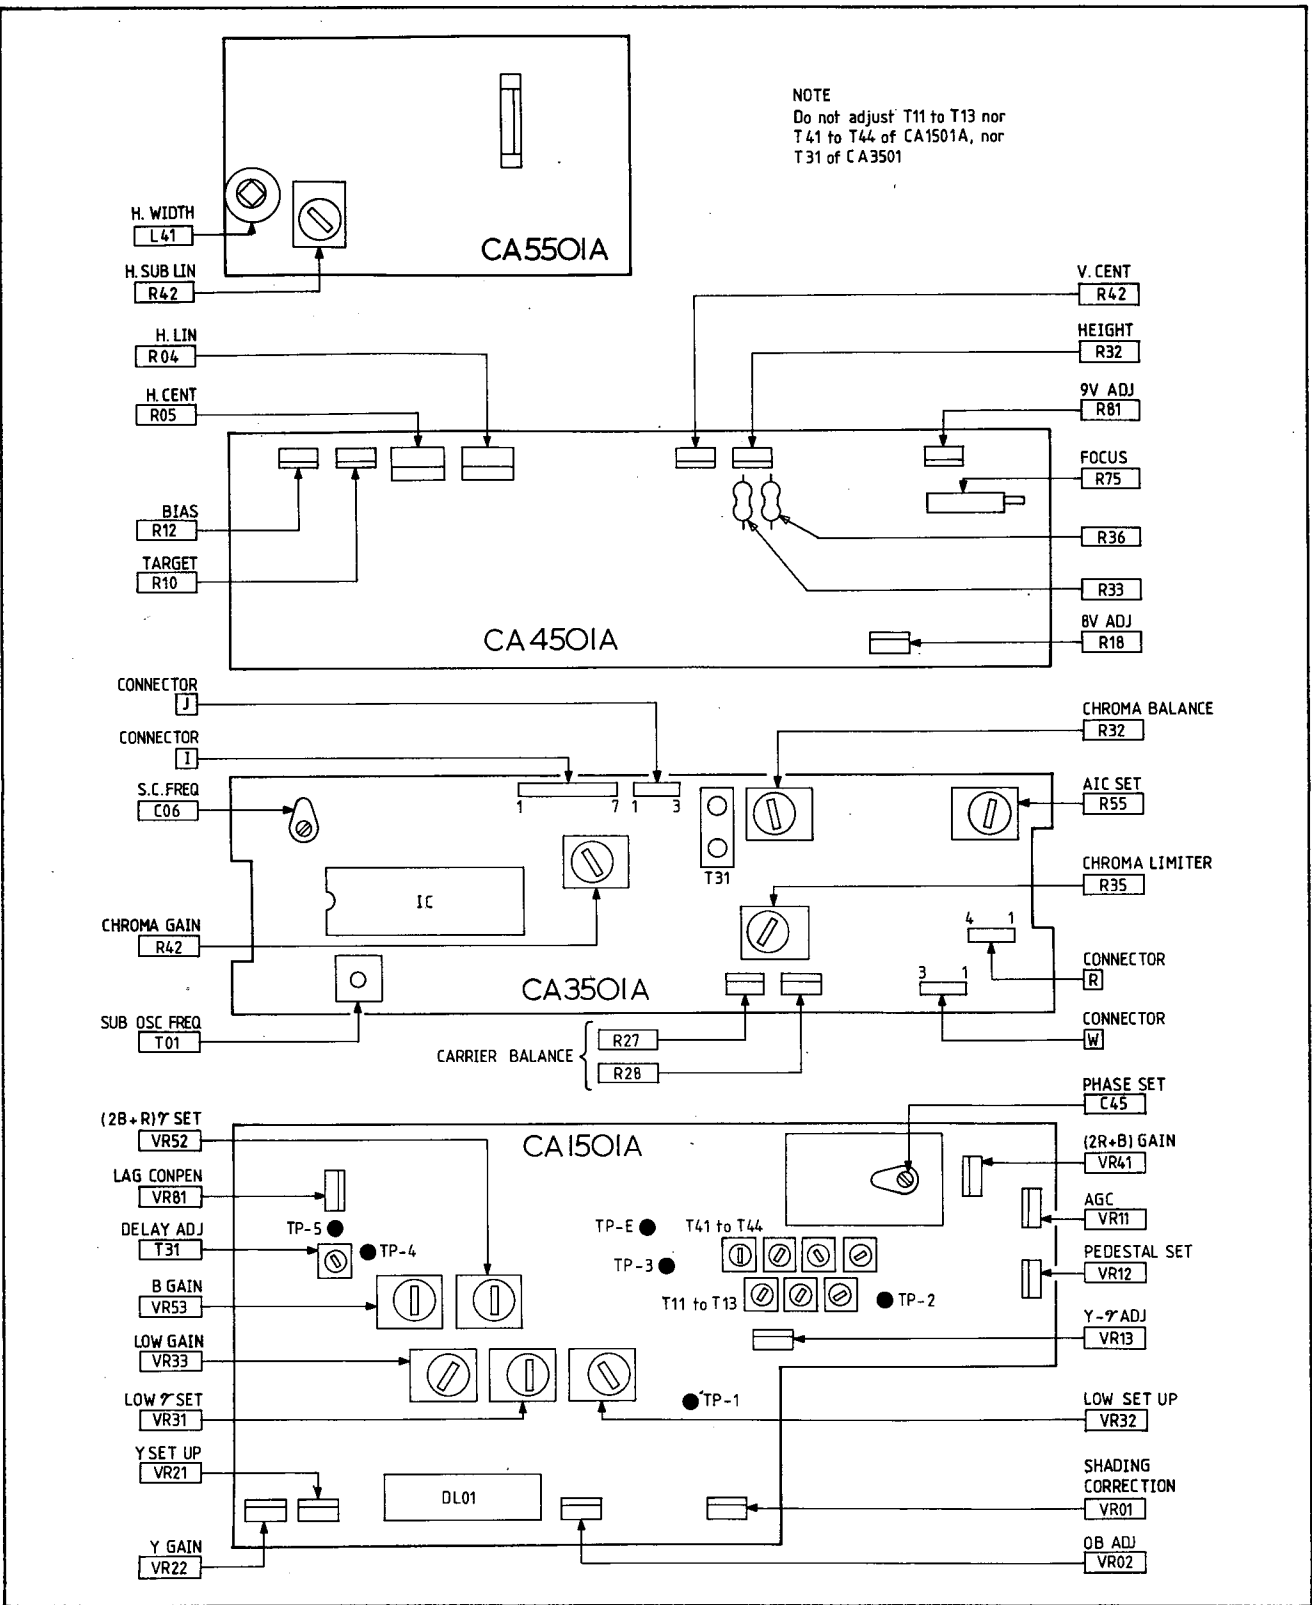 NOTE
Do not adjust T11 to T13 nor
T41 to T44 of CA1501A, nor
T31 of CA3501
H. WIDTH
L41
H. SUB LIN
R42
CA5501A
H. LIN
R04
H. CENT
R05
BIAS
R12
TARGET
R10
V. CENT
R42
HEIGHT
R32
9V ADJ
R81
FOCUS
R75
R36
R33
8V ADJ
R18
CA4501A
CONNECTOR
J
CONNECTOR
I
S.C. FREQ
C06
1 7 1 3
T31
IC
CHROMA GAIN
R42
SUB OSC FREQ
T01
CHROMA BALANCE
R32
AIC SET
R55
CHROMA LIMITER
R35
4 1
3 1
CONNECTOR
R
CONNECTOR
W
CA3501A
CARRIER BALANCE
R27
R28
PHASE SET
C45
(2B+R)γ SET
VR52
CA1501A
(2R+B) GAIN
VR41
LAG CONPEN
VR81
AGC
VR11
DELAY ADJ
T31
TP-5
TP-4
TP-E
T41 to T44
TP-3
PEDESTAL SET
VR12
B GAIN
VR53
T11 to T13
TP-2
Y-γ ADJ
VR13
LOW GAIN
VR33
LOW γ SET
VR31
TP-1
LOW SET UP
VR32
Y SET UP
VR21
DL01
SHADING
CORRECTION
VR01
Y GAIN
VR22
OB ADJ
VR02